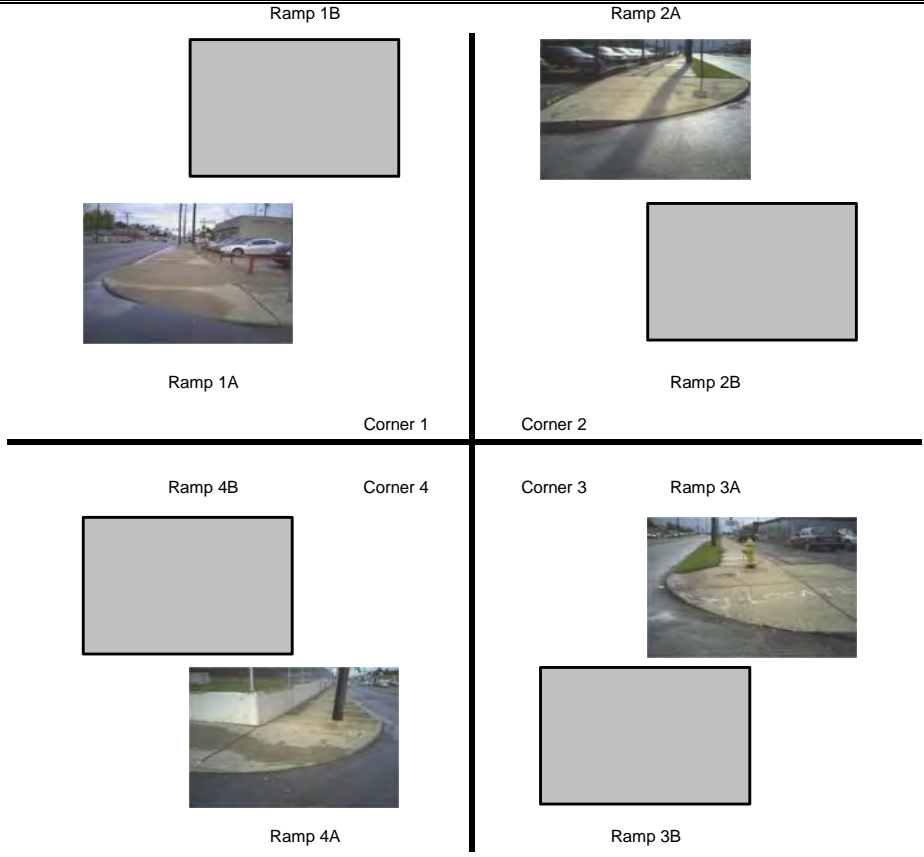 Ramp 1B
Ramp 2A
Ramp 1A
Ramp 2B
Corner 1
Corner 2
Ramp 4B
Corner 4
Corner 3
Ramp 3A
LOCATE
Ramp 4A
Ramp 3B